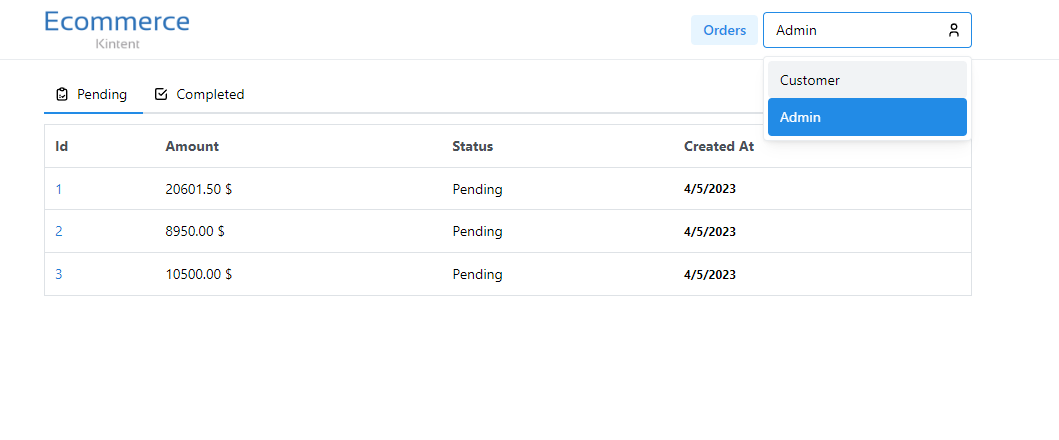 Ecommerce
Kintent
Orders
Admin
Customer
Admin
Pending
Completed
Id Amount Status Created At
1 20601.50 $ Pending 4/5/2023
2 8950.00 $ Pending 4/5/2023
3 10500.00 $ Pending 4/5/2023